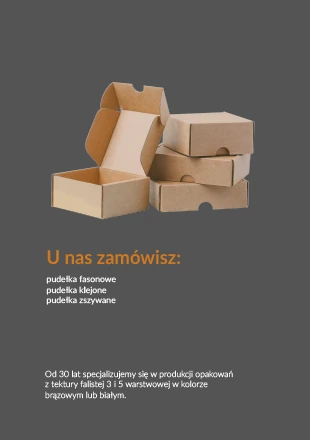 U nas zamówisz:
pudełka fasonowe
pudełka klejone
pudełka zszywane
Od 30 lat specjalizujemy się w produkcji opakowań
z tektury falistej 3 i 5 warstwowej w kolorze
brązowym lub białym.